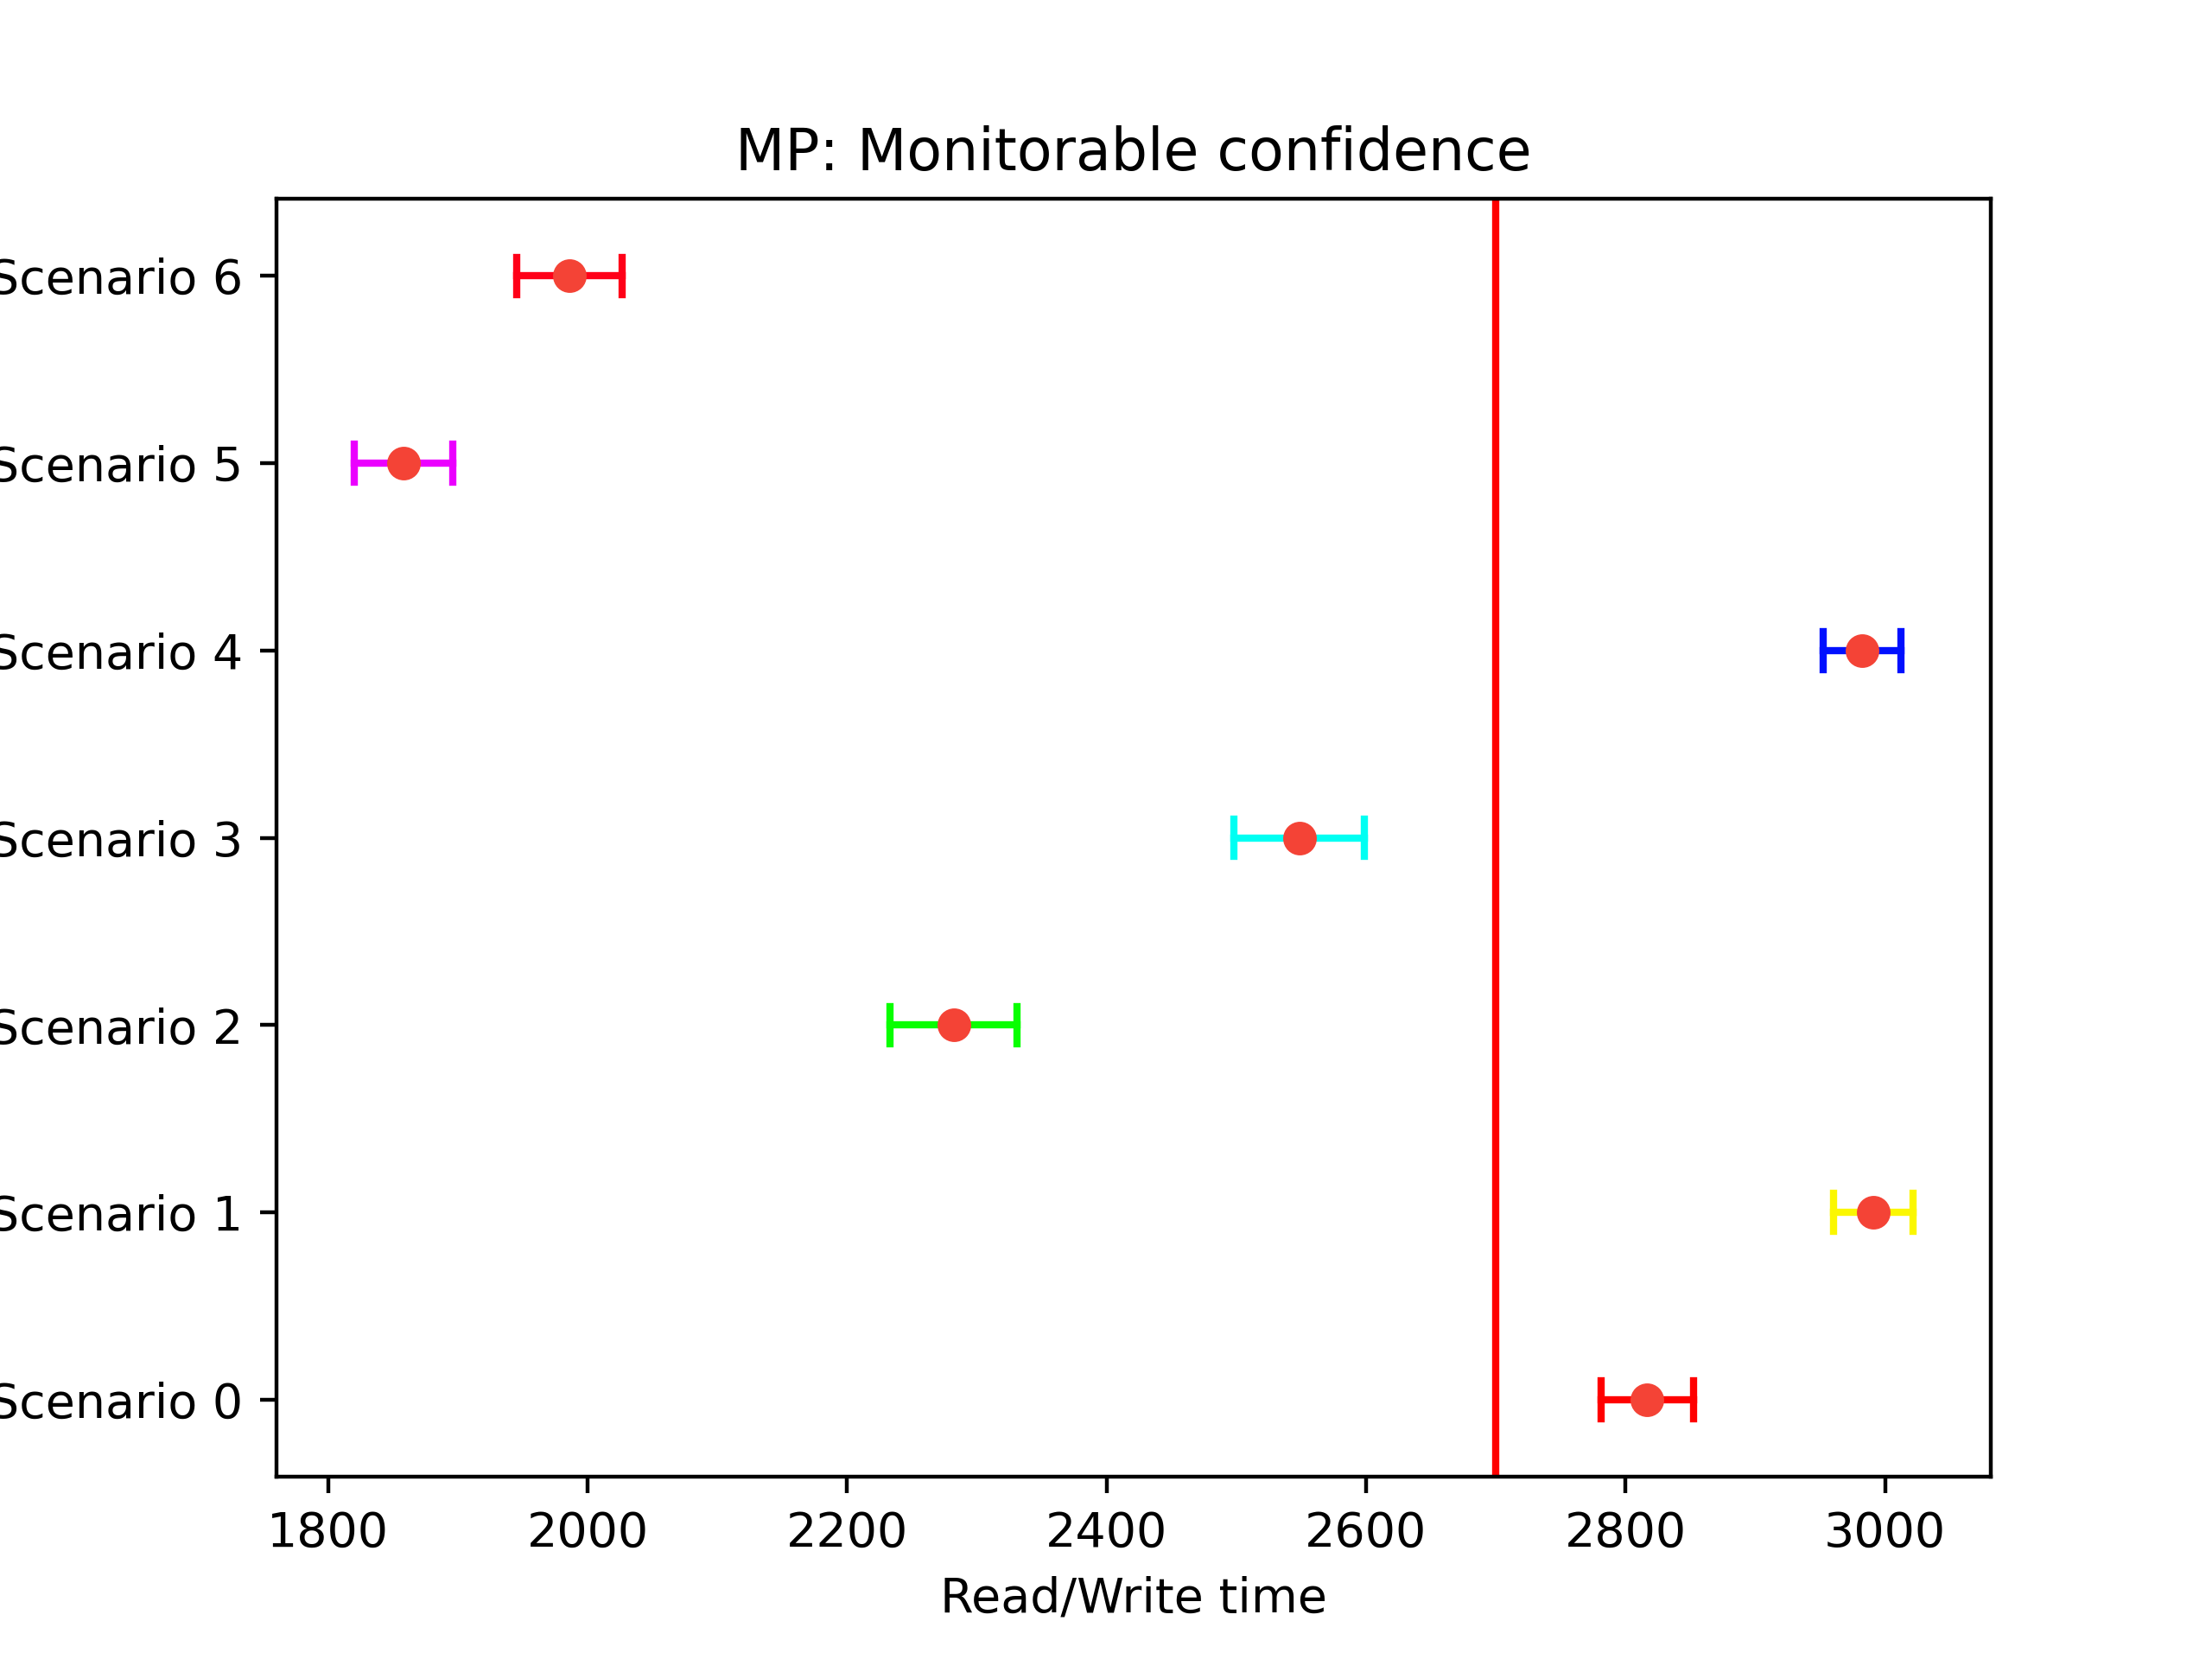 MP: Monitorable confidence
Scenario 6
Scenario 5
Scenario 4
Scenario 3
Scenario 2
Scenario 1
Scenario 0
1800 2000 2200 2400 2600 2800 3000
Read/Write time